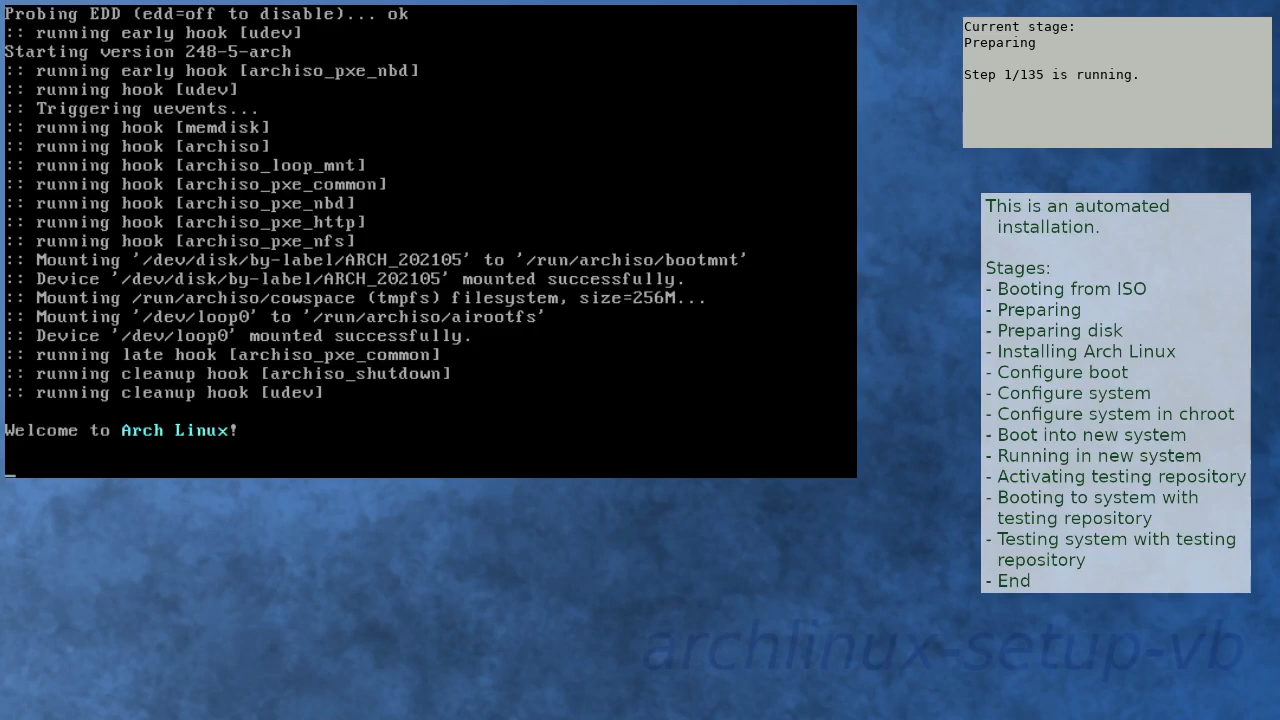 Probing EDD (edd=off to disable)... ok
:: running early hook [udev]
Starting version 248-5-arch
:: running early hook [archiso_pxe_nbd]
:: running hook [udev]
:: Triggering uevents...
:: running hook [memdisk]
:: running hook [archiso]
:: running hook [archiso_loop_mnt]
:: running hook [archiso_pxe_common]
:: running hook [archiso_pxe_nbd]
:: running hook [archiso_pxe_http]
:: running hook [archiso_pxe_nfs]
:: Mounting '/dev/disk/by-label/ARCH_202105' to '/run/archiso/bootmnt'
:: Device '/dev/disk/by-label/ARCH_202105' mounted successfully.
:: Mounting /run/archiso/cowspace (tmpfs) filesystem, size=256M...
:: Mounting '/dev/loop0' to '/run/archiso/airootfs'
:: Device '/dev/loop0' mounted successfully.
:: running late hook [archiso_pxe_common]
:: running cleanup hook [archiso_shutdown]
:: running cleanup hook [udev]
Welcome to Arch Linux!
Current stage:
Preparing
Step 1/135 is running.
This is an automated
installation.
Stages:
- Booting from ISO
- Preparing
- Preparing disk
- Installing Arch Linux
- Configure boot
- Configure system
- Configure system in chroot
- Boot into new system
- Running in new system
- Activating testing repository
- Booting to system with
testing repository
- Testing system with testing
repository
- End
archlinux-setup-vb